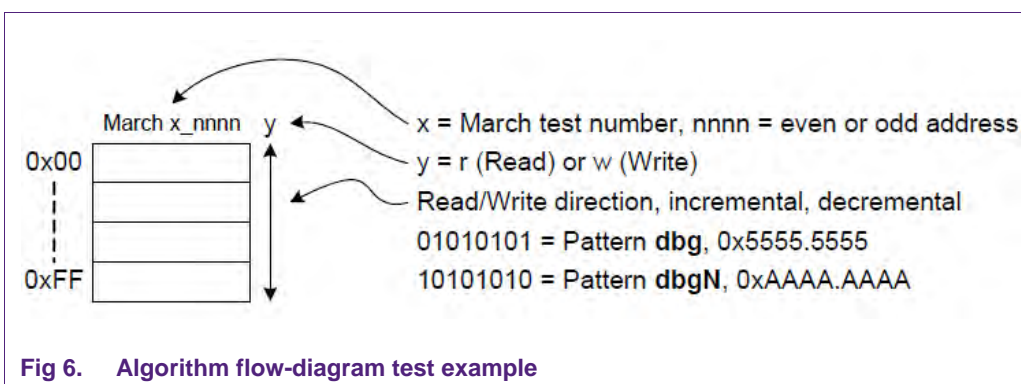 March x_nnnn y
x = March test number, nnnn = even or odd address
y = r (Read) or w (Write)
0x00
Read/Write direction, incremental, decremental
01010101 = Pattern dbg, 0x5555.5555
0xFF
10101010 = Pattern dbgN, 0xAAAA.AAAA
Fig 6. Algorithm flow-diagram test example